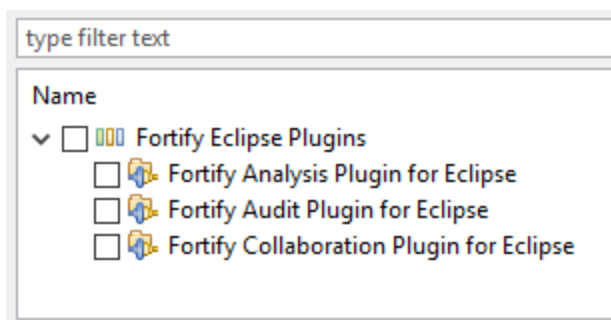 type filter text
Name
Fortify Eclipse Plugins
Fortify Analysis Plugin for Eclipse
Fortify Audit Plugin for Eclipse
Fortify Collaboration Plugin for Eclipse